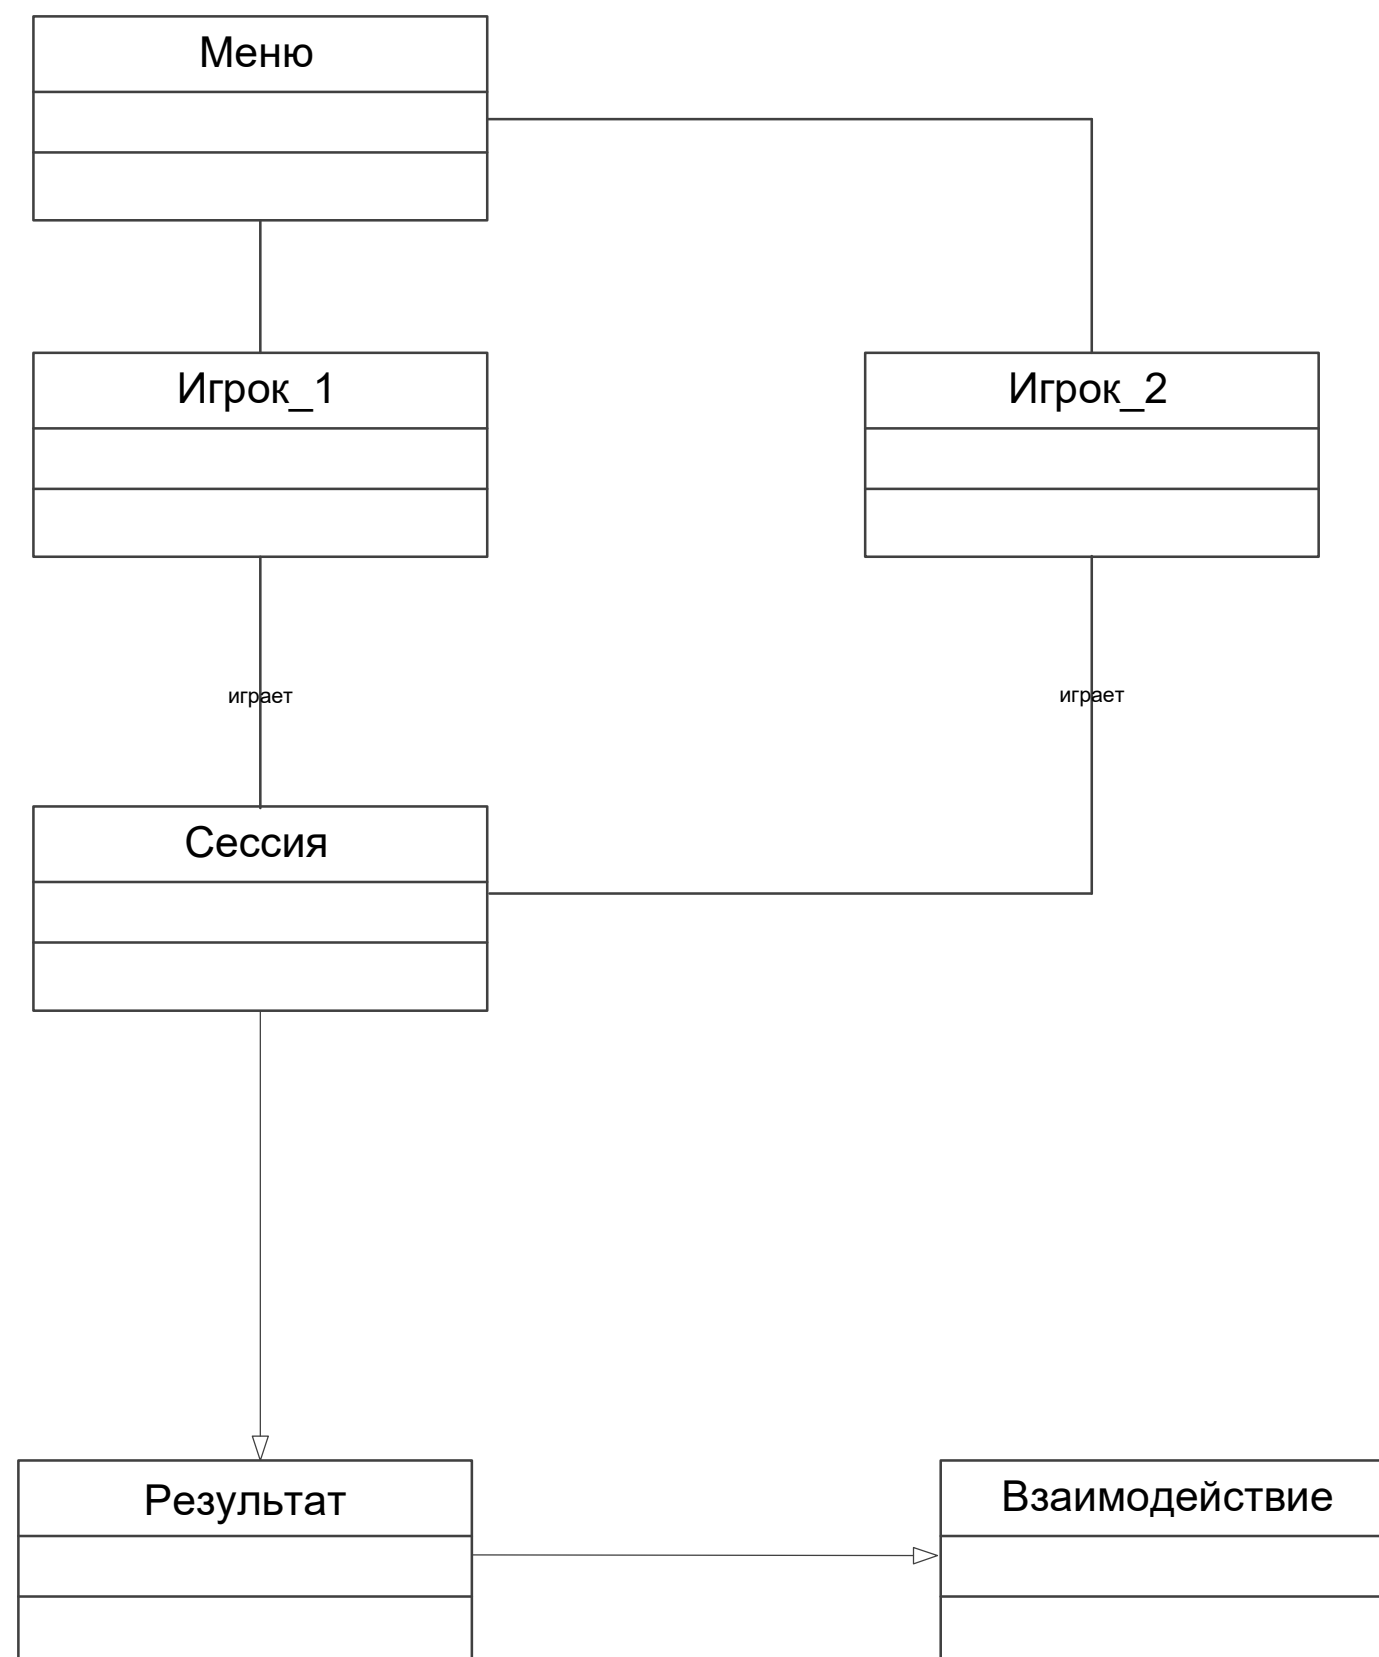 Меню
Игрок_1
Игрок_2
играет
играет
Сессия
Результат
Взаимодействие